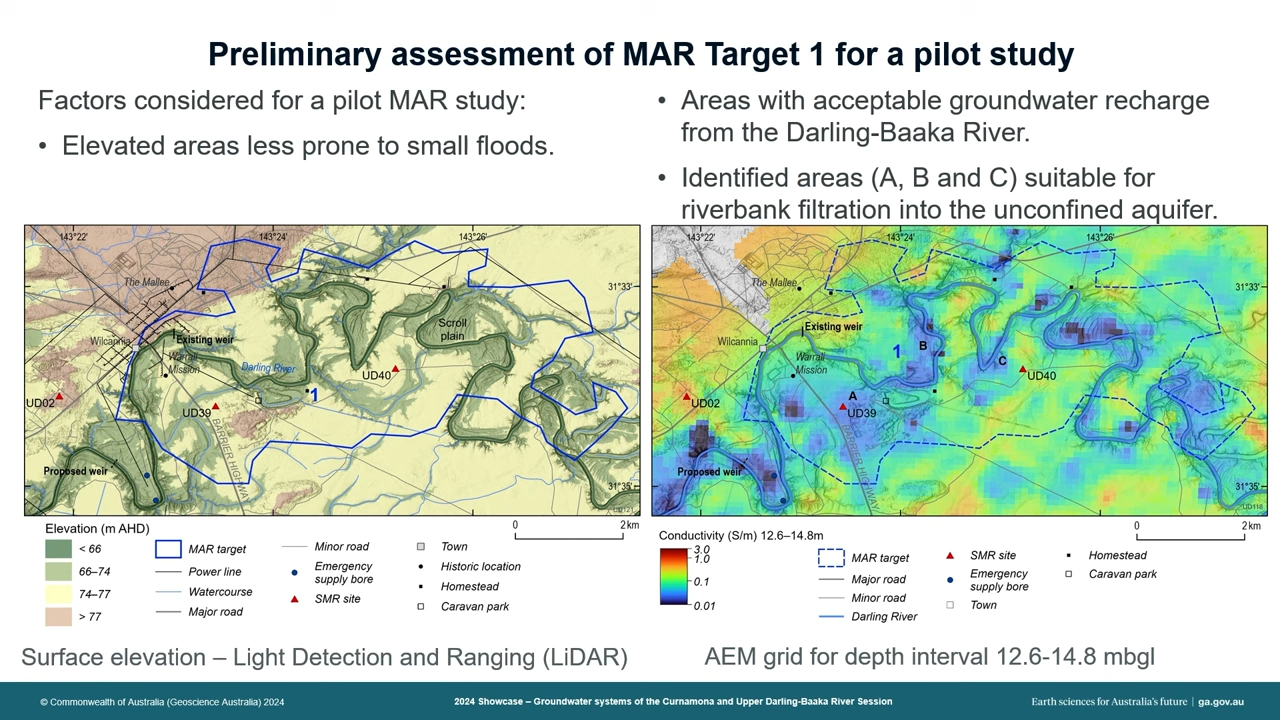 Preliminary assessment of MAR Target 1 for a pilot study
Factors considered for a pilot MAR study:
• Elevated areas less prone to small floods.
• Areas with acceptable groundwater recharge
from the Darling-Baaka River.
• Identified areas (A, B and C) suitable for
riverbank filtration into the unconfined aquifer.
143°22'
143°24'
143°26'
The Mallee
31°33'
Scroll
plain
Wilcannia
Existing weir
Warrali
Mission
Darling River
UD40
1
UD02
UD39
BARRIER HIGHWAY
Proposed weir
31°35'
Elevation (m AHD)
< 66
66–74
74–77
> 77
MAR target
Power line
Watercourse
Major road
Minor road
Emergency
supply bore
SMR site
Town
Historic location
Homestead
Caravan park
0
2 km
Surface elevation – Light Detection and Ranging (LiDAR)
143°22'
143°24'
143°26'
The Mallee
31°33'
Existing weir
Wilcannia
Warrali
Mission
1
B
C
UD40
A
UD02
UD39
BARRIER HIGHWAY
Proposed weir
31°35'
Conductivity (S/m) 12.6–14.8m
3.0
1.0
0.1
0.01
MAR target
Major road
Minor road
Darling River
SMR site
Emergency
supply bore
Town
Homestead
Caravan park
0
2 km
AEM grid for depth interval 12.6-14.8 mbgl
© Commonwealth of Australia (Geoscience Australia) 2024
2024 Showcase – Groundwater systems of the Curnamona and Upper Darling-Baaka River Session
Earth sciences for Australia's future | ga.gov.au